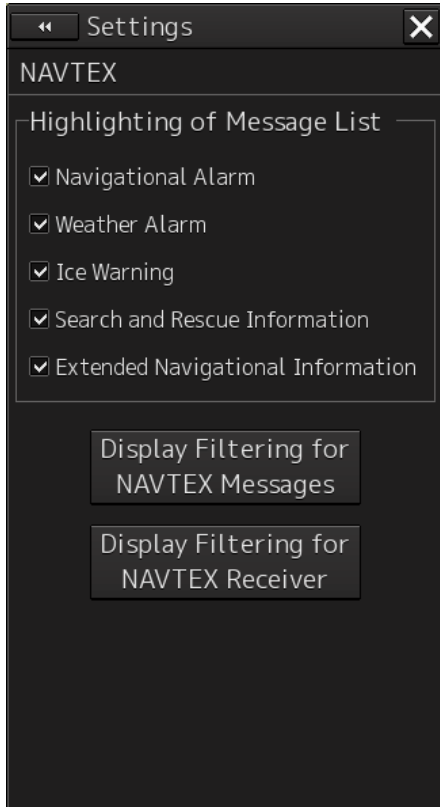 Settings
NAVTEX
Highlighting of Message List
Navigational Alarm
Weather Alarm
Ice Warning
Search and Rescue Information
Extended Navigational Information
Display Filtering for
NAVTEX Messages
Display Filtering for
NAVTEX Receiver